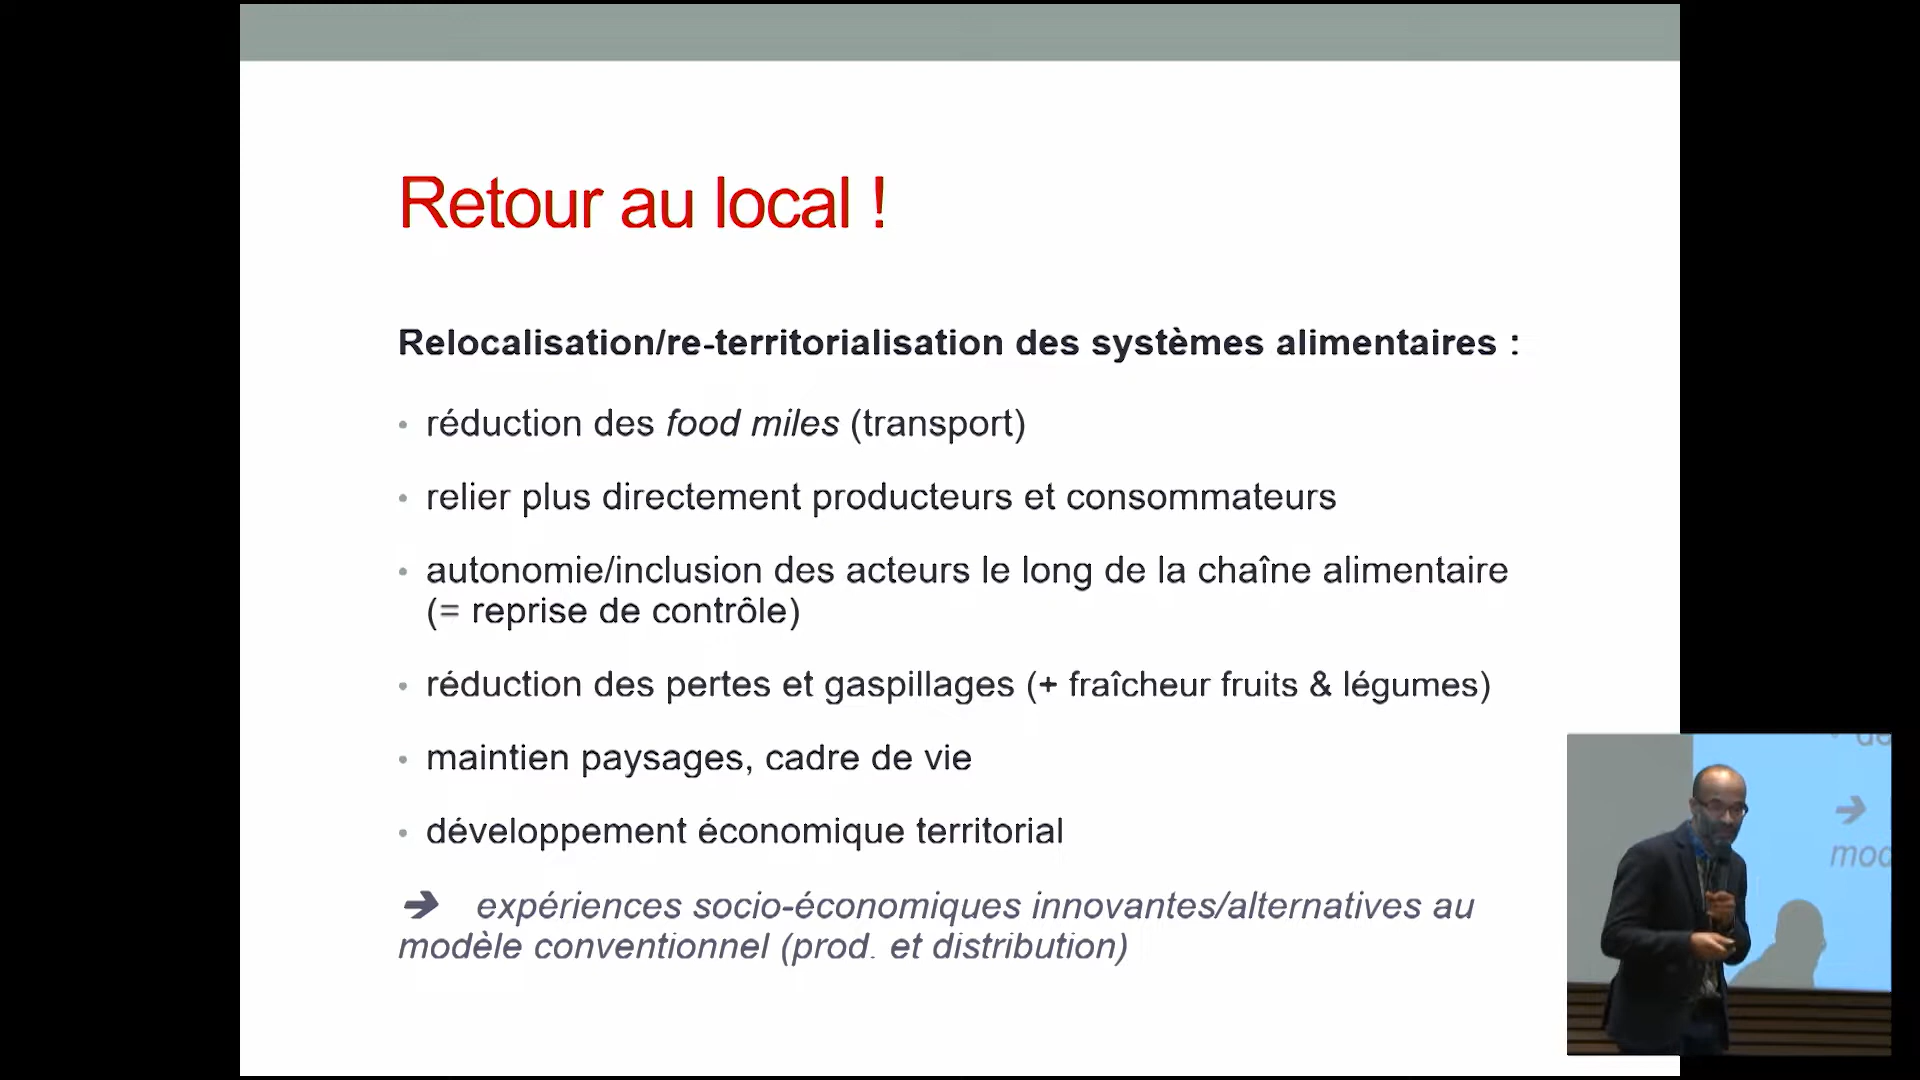 Retour au local !
Relocalisation/re-territorialisation des systèmes alimentaires :
• réduction des food miles (transport)
• relier plus directement producteurs et consommateurs
• autonomie/inclusion des acteurs le long de la chaîne alimentaire
(= reprise de contrôle)
• réduction des pertes et gaspillages (+ fraîcheur fruits & légumes)
• maintien paysages, cadre de vie
• développement économique territorial
➔ expériences socio-économiques innovantes/alternatives au
modèle conventionnel (prod. et distribution)
➔
mod